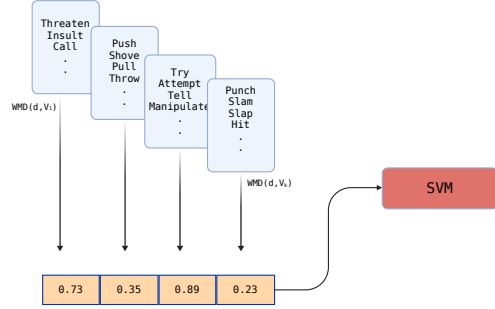 Threaten
Insult
Call
.
.
Push
Shove
Pull
Throw
.
.
Try
Attempt
Tell
Manipulate
.
.
Punch
Slam
Slap
Hit
.
.
WMD(d,V₁)
WMD(d,Vₖ)
SVM
0.73 0.35 0.89 0.23